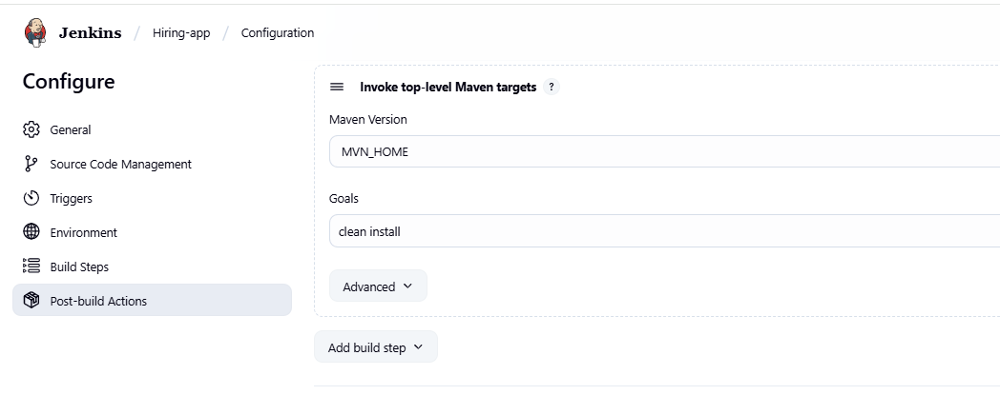 Jenkins / Hiring-app / Configuration
Configure
General
Source Code Management
Triggers
Environment
Build Steps
Post-build Actions
Invoke top-level Maven targets ?
Maven Version
MVN_HOME
Goals
clean install
Advanced
Add build step